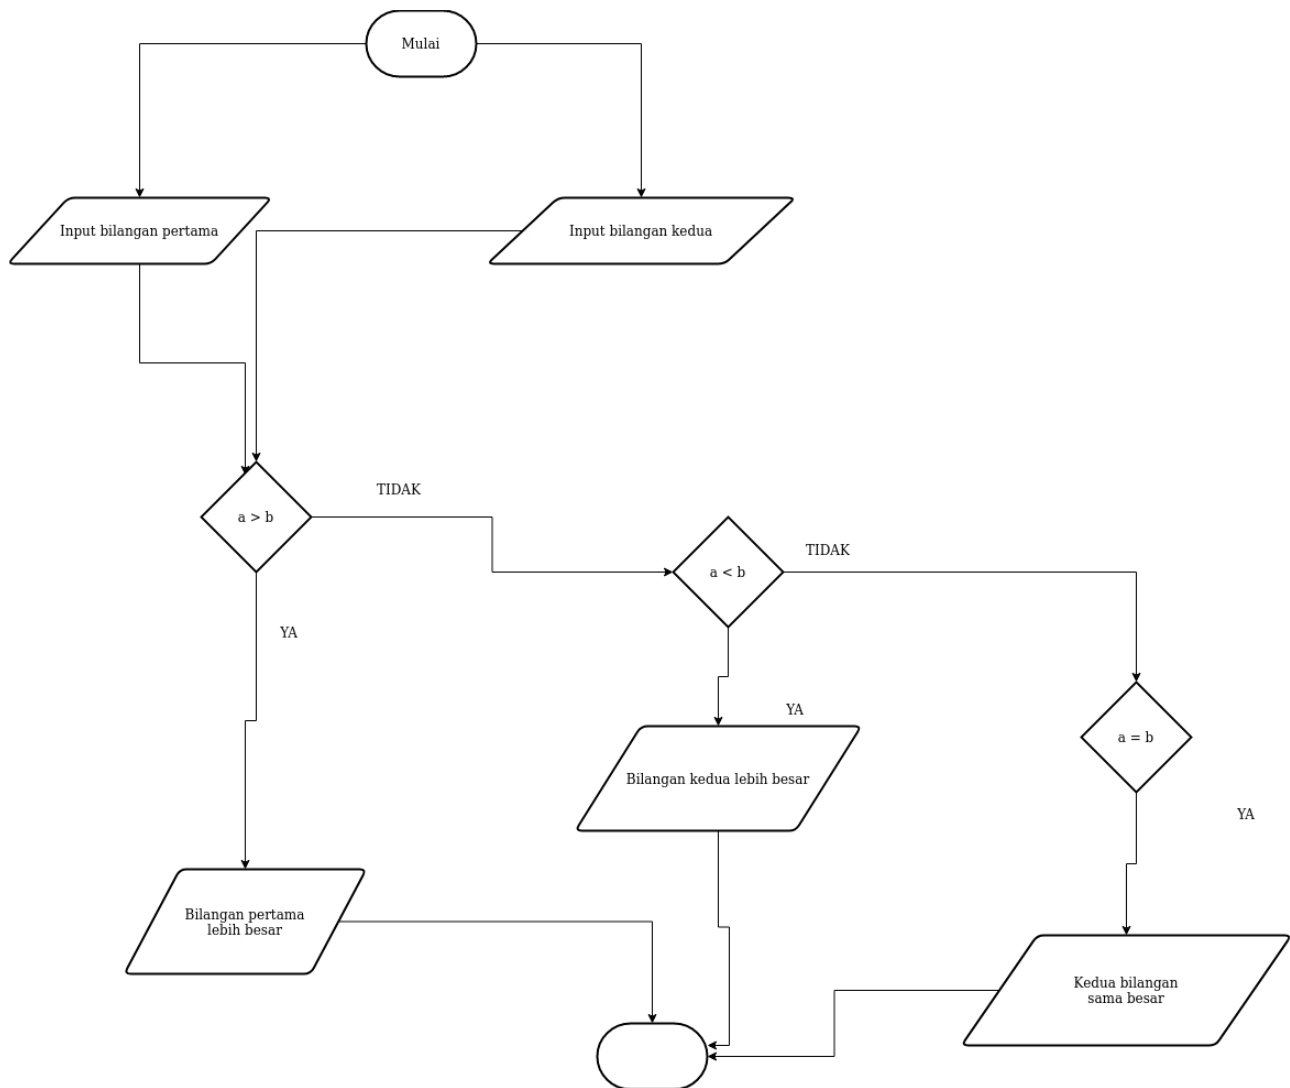 Mulai
Input bilangan pertama
Input bilangan kedua
a > b
TIDAK
a < b
TIDAK
YA
YA
a = b
Bilangan kedua lebih besar
YA
Bilangan pertama
lebih besar
Kedua bilangan
sama besar